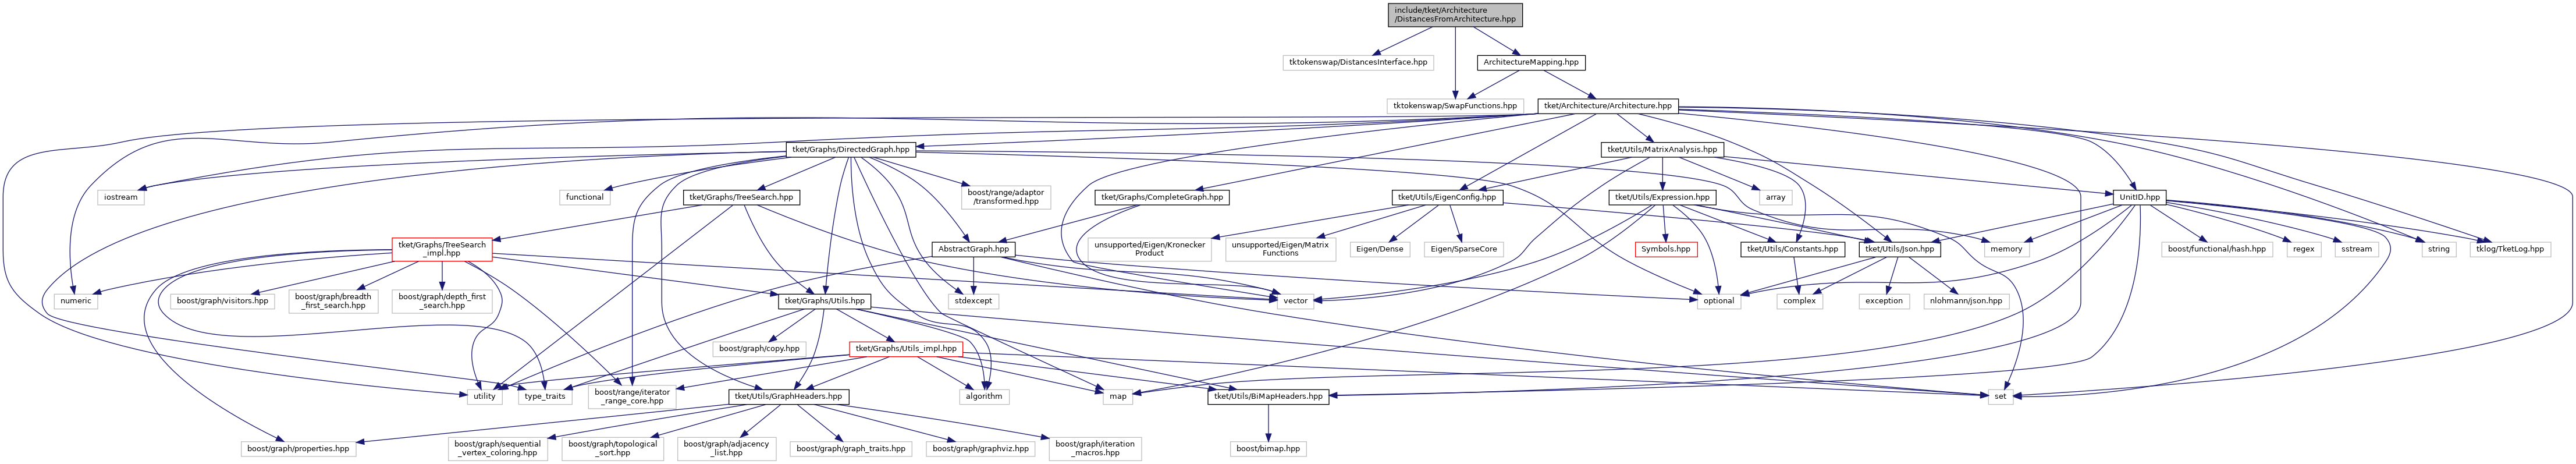 include/tket/Architecture
/DistancesFromArchitecture.hpp
tktokenswap/DistancesInterface.hpp
ArchitectureMapping.hpp
tktokenswap/SwapFunctions.hpp
tket/Architecture/Architecture.hpp
tket/Graphs/DirectedGraph.hpp
tket/Utils/MatrixAnalysis.hpp
iostream
functional
tket/Graphs/TreeSearch.hpp
boost/range/adaptor
/transformed.hpp
tket/Graphs/CompleteGraph.hpp
tket/Utils/EigenConfig.hpp
tket/Utils/Expression.hpp
array
UnitID.hpp
tket/Graphs/TreeSearch
_impl.hpp
AbstractGraph.hpp
unsupported/Eigen/Kronecker
Product
unsupported/Eigen/Matrix
Functions
Eigen/Dense
Eigen/SparseCore
Symbols.hpp
tket/Utils/Constants.hpp
tket/Utils/Json.hpp
memory
boost/functional/hash.hpp
regex
sstream
string
tklog/TketLog.hpp
numeric
boost/graph/visitors.hpp
boost/graph/breadth
_first_search.hpp
boost/graph/depth_first
_search.hpp
tket/Graphs/Utils.hpp
stdexcept
vector
optional
complex
exception
nlohmann/json.hpp
boost/graph/copy.hpp
tket/Graphs/Utils_impl.hpp
utility
type_traits
boost/range/iterator
_range_core.hpp
tket/Utils/GraphHeaders.hpp
algorithm
map
tket/Utils/BiMapHeaders.hpp
set
boost/graph/properties.hpp
boost/graph/sequential
_vertex_coloring.hpp
boost/graph/topological
_sort.hpp
boost/graph/adjacency
_list.hpp
boost/graph/graph_traits.hpp
boost/graph/graphviz.hpp
boost/graph/iteration
_macros.hpp
boost/bimap.hpp